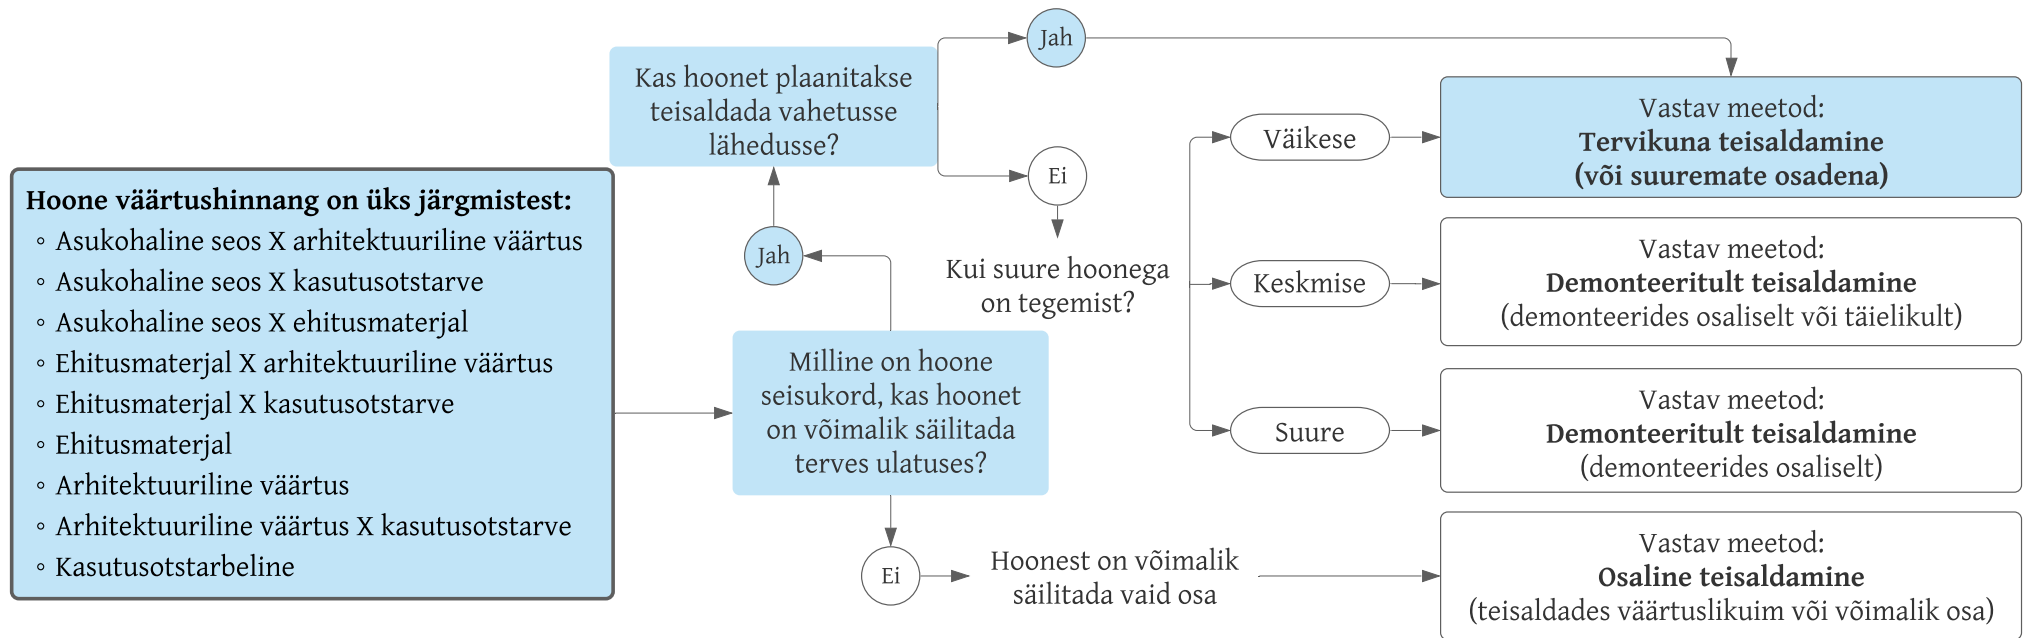 Hoone väärtushinnang on üks järgmistest:
◦ Asukohaline seos X arhitektuuriline väärtus
◦ Asukohaline seos X kasutusotstarve
◦ Asukohaline seos X ehitusmaterjal
◦ Ehitusmaterjal X arhitektuuriline väärtus
◦ Ehitusmaterjal X kasutusotstarve
◦ Ehitusmaterjal
◦ Arhitektuuriline väärtus
◦ Arhitektuuriline väärtus X kasutusotstarve
◦ Kasutusotstarbeline
Milline on hoone
seisukord, kas hoonet
on võimalik säilitada
terves ulatuses?
Jah
Kas hoonet plaanitakse
teisaldada vahetusse
lähedusse?
Jah
Ei
Kui suure hoonega
on tegemist?
Väikese
Vastav meetod:
Tervikuna teisaldamine
(või suuremate osadena)
Keskmise
Vastav meetod:
Demonteeritult teisaldamine
(demonteerides osaliselt või täielikult)
Suure
Vastav meetod:
Demonteeritult teisaldamine
(demonteerides osaliselt)
Ei
Hoonest on võimalik
säilitada vaid osa
Vastav meetod:
Osaline teisaldamine
(teisaldades väärtuslikuim või võimalik osa)